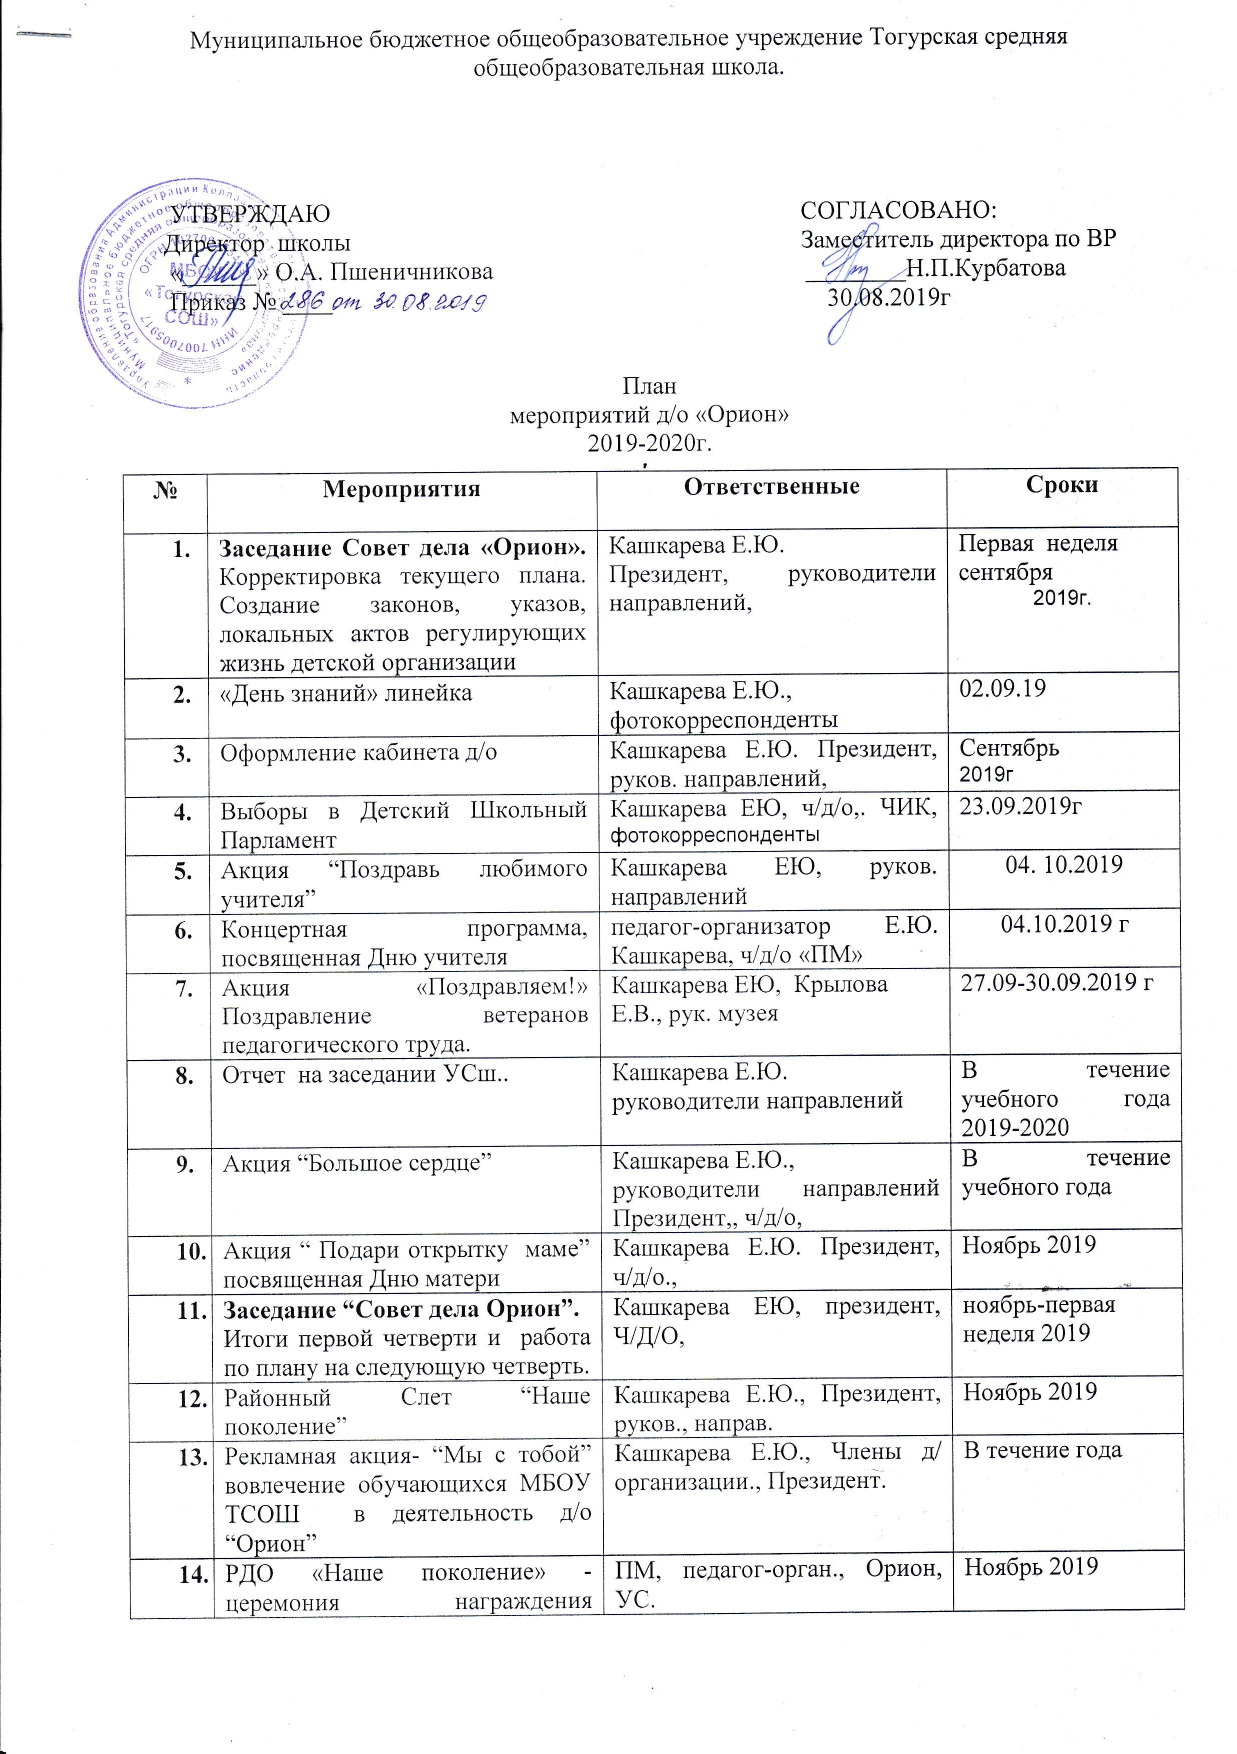 Муниципальное бюджетное общеобразовательное учреждение Тогурская средняя
общеобразовательная школа.
УТВЕРЖДАЮ
Директор школы
«______» О.А. Пшеничникова
Приказ № 286 от 30.08.2019
СОГЛАСОВАНО:
Заместитель директора по ВР
________Н.П.Курбатова
30.08.2019г
МБОУ
«Тогурская
СОШ»
ИНН 7007005917
План
мероприятий д/о «Орион»
2019-2020г.
№ Мероприятия Ответственные Сроки
1.
Заседание Совет дела «Орион».
Корректировка текущего плана.
Создание законов, указов,
локальных актов регулирующих
жизнь детской организации
Кашкарева Е.Ю.
Президент, руководители
направлений,
Первая неделя
сентября
2019г.
2.
«День знаний» линейка
Кашкарева Е.Ю.,
фотокорреспонденты
02.09.19
3.
Оформление кабинета д/о
Кашкарева Е.Ю. Президент,
руков. направлений,
Сентябрь
2019г
4.
Выборы в Детский Школьный
Парламент
Кашкарева ЕЮ, ч/д/о,. ЧИК,
фотокорреспонденты
23.09.2019г
5.
Акция “Поздравь любимого
учителя”
Кашкарева ЕЮ, руков.
направлений
04. 10.2019
6.
Концертная программа,
посвященная Дню учителя
педагог-организатор Е.Ю.
Кашкарева, ч/д/о «ПМ»
04.10.2019 г
7.
Акция «Поздравляем!»
Поздравление ветеранов
педагогического труда.
Кашкарева ЕЮ, Крылова
Е.В., рук. музея
27.09-30.09.2019 г
8.
Отчет на заседании УСш..
Кашкарева Е.Ю.
руководители направлений
В течение
учебного года
2019-2020
9.
Акция “Большое сердце”
Кашкарева Е.Ю.,
руководители направлений
Президент,, ч/д/о,
В течение
учебного года
10.
Акция “ Подари открытку маме”
посвященная Дню матери
Кашкарева Е.Ю. Президент,
ч/д/о.,
Ноябрь 2019
11.
Заседание “Совет дела Орион”.
Итоги первой четверти и работа
по плану на следующую четверть.
Кашкарева ЕЮ, президент,
Ч/Д/О,
ноябрь-первая
неделя 2019
12.
Районный Слет “Наше
поколение”
Кашкарева Е.Ю., Президент,
руков., направ.
Ноябрь 2019
13.
Рекламная акция- “Мы с тобой”
вовлечение обучающихся МБОУ
ТСОШ в деятельность д/о
“Орион”
Кашкарева Е.Ю., Члены д/
организации., Президент.
В течение года
14.
РДО «Наше поколение» -
церемония награждения
ПМ, педагог-орган., Орион,
УС.
Ноябрь 2019